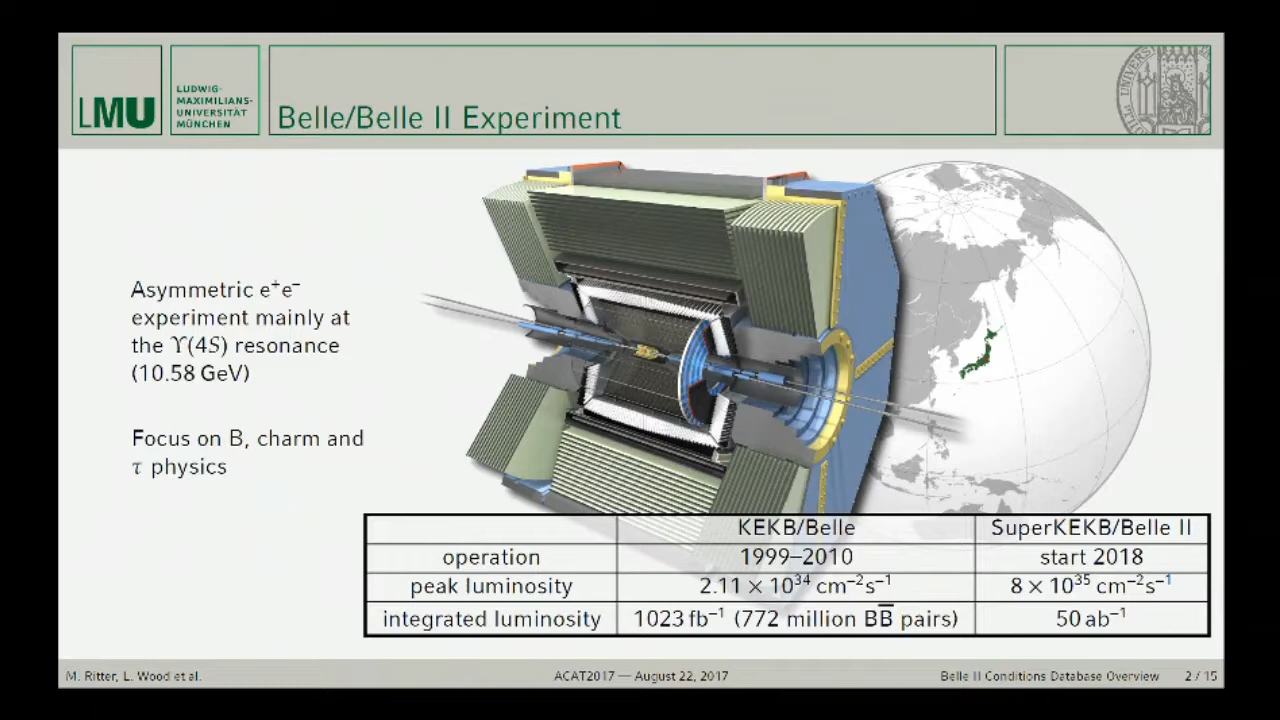 LMU
LUDWIG-
MAXIMILIANS-
UNIVERSITÄT
MÜNCHEN
Belle/Belle II Experiment
Asymmetric e⁺e⁻
experiment mainly at
the ϒ(4S) resonance
(10.58 GeV)
Focus on B, charm and
τ physics
KEKB/Belle SuperKEKB/Belle II
operation 1999–2010 start 2018
peak luminosity 2.11 × 10³⁴ cm⁻²s⁻¹ 8 × 10³⁵ cm⁻²s⁻¹
integrated luminosity 1023 fb⁻¹ (772 million BB̅ pairs) 50 ab⁻¹
M. Ritter, L. Wood et al. ACAT2017 — August 22, 2017 Belle II Conditions Database Overview 2 / 15